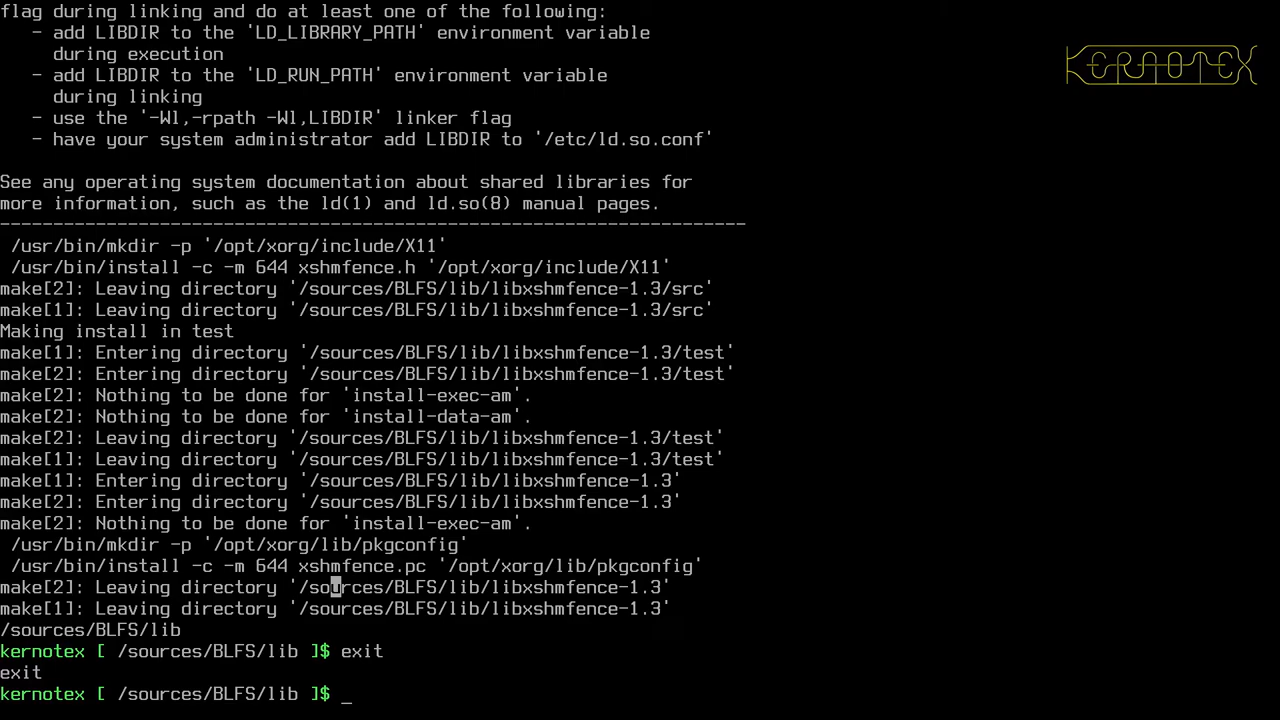 flag during linking and do at least one of the following:
   - add LIBDIR to the 'LD_LIBRARY_PATH' environment variable
     during execution
   - add LIBDIR to the 'LD_RUN_PATH' environment variable
     during linking
   - use the '-Wl,-rpath -Wl,LIBDIR' linker flag
   - have your system administrator add LIBDIR to '/etc/ld.so.conf'

See any operating system documentation about shared libraries for
more information, such as the ld(1) and ld.so(8) manual pages.
----------------------------------------------------------------------
 /usr/bin/mkdir -p '/opt/xorg/include/X11'
 /usr/bin/install -c -m 644 xshmfence.h '/opt/xorg/include/X11'
make[2]: Leaving directory '/sources/BLFS/lib/libxshmfence-1.3/src'
make[1]: Leaving directory '/sources/BLFS/lib/libxshmfence-1.3/src'
Making install in test
make[1]: Entering directory '/sources/BLFS/lib/libxshmfence-1.3/test'
make[2]: Entering directory '/sources/BLFS/lib/libxshmfence-1.3/test'
make[2]: Nothing to be done for 'install-exec-am'.
make[2]: Nothing to be done for 'install-data-am'.
make[2]: Leaving directory '/sources/BLFS/lib/libxshmfence-1.3/test'
make[1]: Leaving directory '/sources/BLFS/lib/libxshmfence-1.3/test'
make[1]: Entering directory '/sources/BLFS/lib/libxshmfence-1.3'
make[2]: Entering directory '/sources/BLFS/lib/libxshmfence-1.3'
make[2]: Nothing to be done for 'install-exec-am'.
 /usr/bin/mkdir -p '/opt/xorg/lib/pkgconfig'
 /usr/bin/install -c -m 644 xshmfence.pc '/opt/xorg/lib/pkgconfig'
make[2]: Leaving directory '/sources/BLFS/lib/libxshmfence-1.3'
make[1]: Leaving directory '/sources/BLFS/lib/libxshmfence-1.3'
/sources/BLFS/lib
kernotex [ /sources/BLFS/lib ]$ exit
exit
kernotex [ /sources/BLFS/lib ]$ _
KERNOTEX